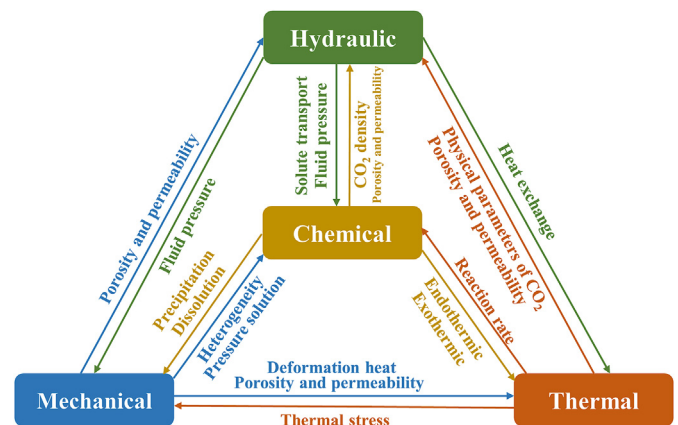 Hydraulic
Porosity and permeability
Fluid pressure
Solute transport
Fluid pressure
CO₂ density
Porosity and permeability
Heat exchange
Physical parameters of CO₂
Porosity and permeability
Chemical
Precipitation
Dissolution
Heterogeneity
Pressure solution
Reaction rate
Endothermic
Exothermic
Mechanical
Deformation heat
Porosity and permeability
Thermal stress
Thermal